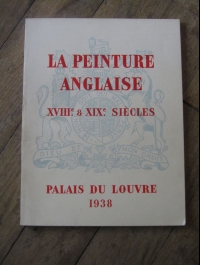 LA PEINTURE
ANGLAISE
XVIIIᵉ & XIXᵉ SIÈCLES
PALAIS DU LOUVRE
1938